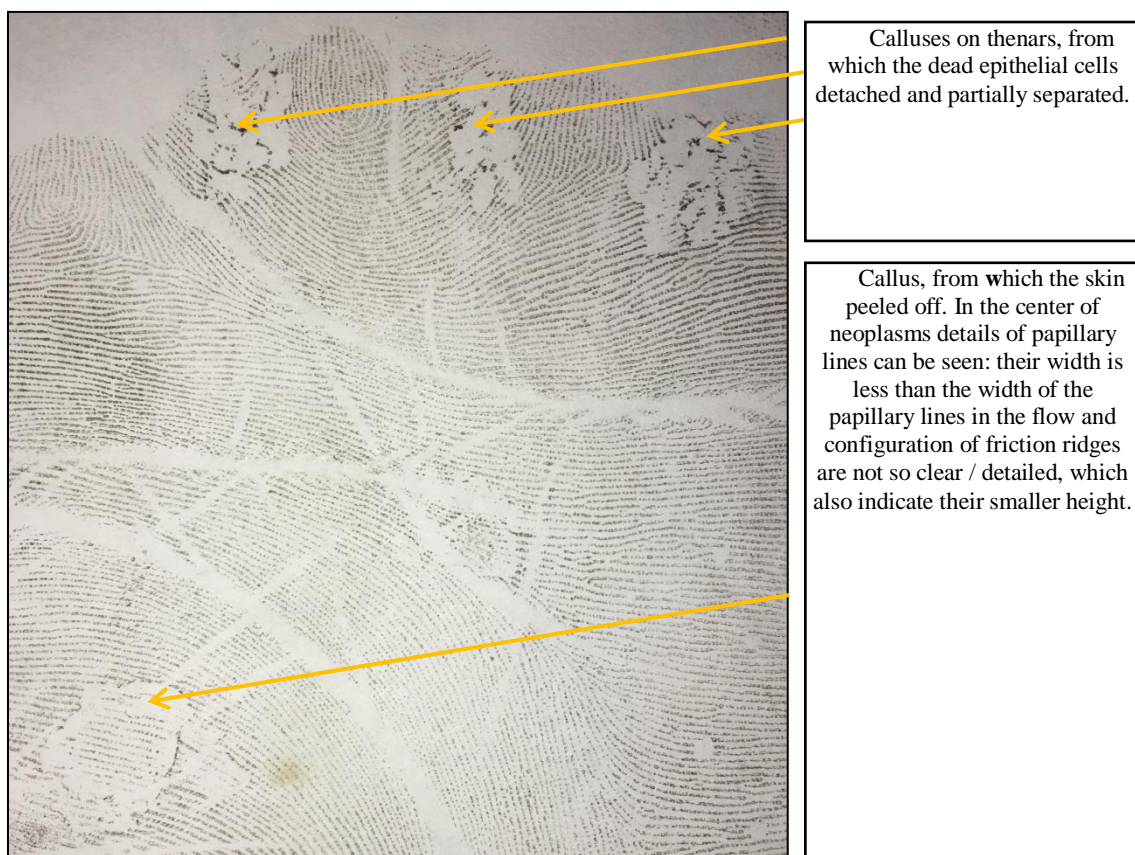 Calluses on thenars, from
which the dead epithelial cells
detached and partially separated.
Callus, from which the skin
peeled off. In the center of
neoplasms details of papillary
lines can be seen: their width is
less than the width of the
papillary lines in the flow and
configuration of friction ridges
are not so clear / detailed, which
also indicate their smaller height.